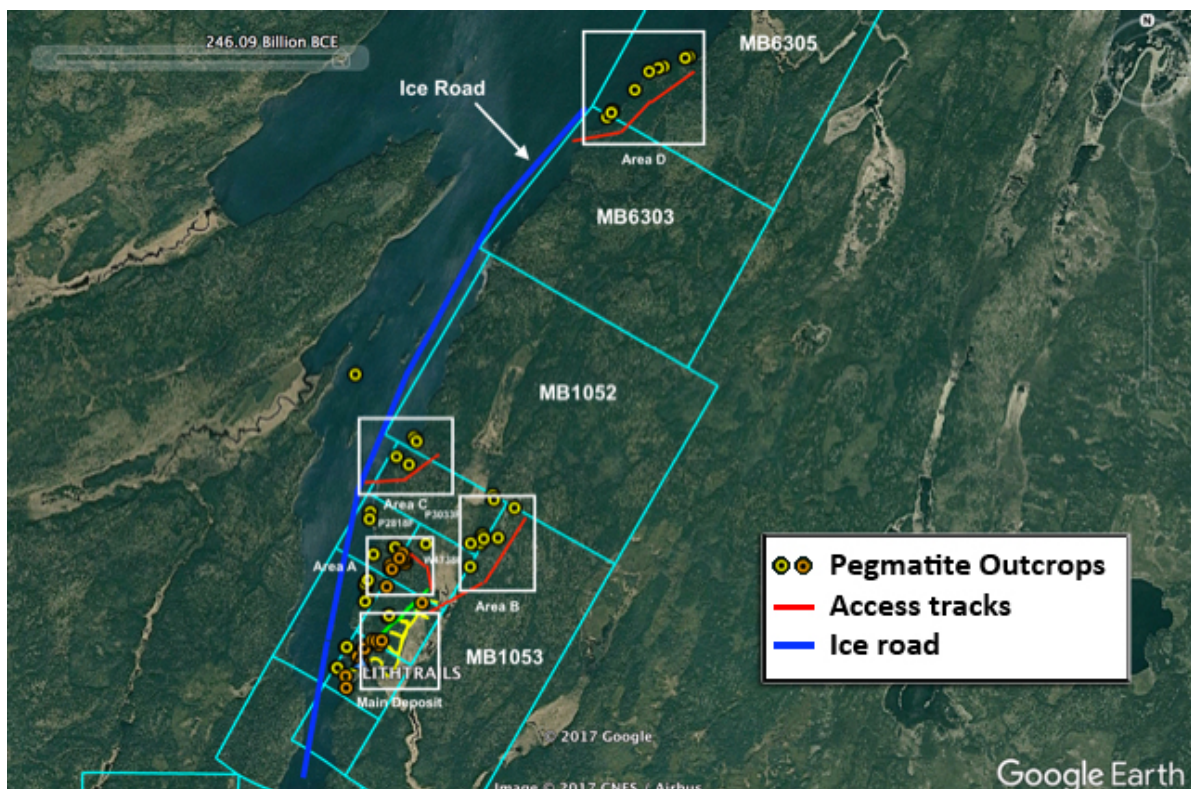 246.09 Billion BCE
N
MB6305
Ice Road
Area D
MB6303
MB1052
Area C
P3033F
P2816F
Area A
Area B
MB1053
LITHTRAILS
Main Deposit
Pegmatite Outcrops
Access tracks
Ice road
© 2017 Google
Image © 2017 CNES / Airbus
Google Earth